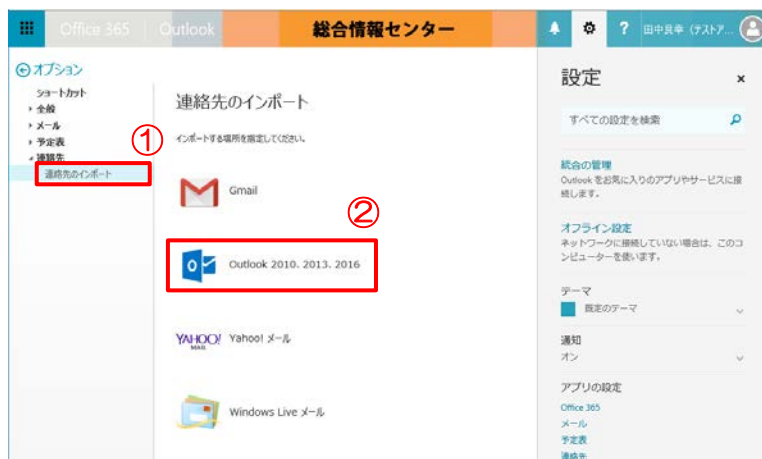 Office 365
Outlook
総合情報センター
?
田中良幸 (テストア...
オプション
ショートカット
全般
メール
予定表
連絡先
連絡先のインポート
①
連絡先のインポート
インポートする場所を指定してください。
Gmail
②
Outlook 2010. 2013. 2016
YAHOO!
MAIL
Yahoo! メール
Windows Live メール
設定
×
すべての設定を検索
統合の管理
Outlook をお気に入りのアプリやサービスに接
続します。
オフライン設定
ネットワークに接続していない場合は、このコ
ンピューターを使います。
テーマ
既定のテーマ
通知
オン
アプリの設定
Office 365
メール
予定表
連絡先